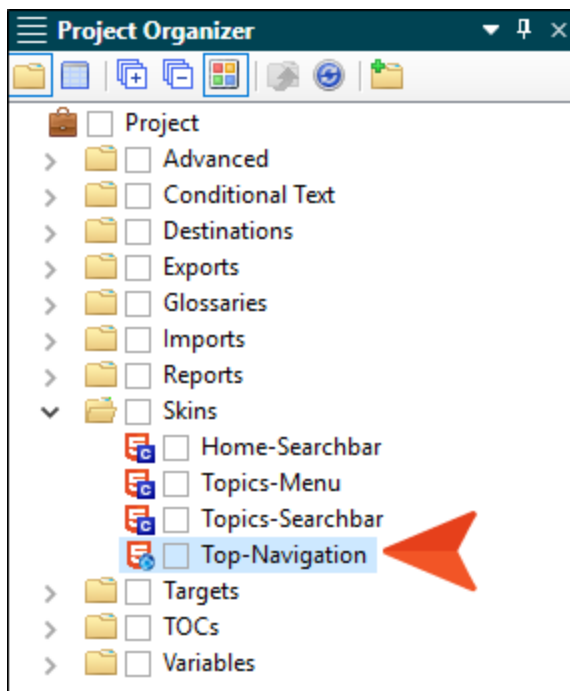 Project Organizer
Project
Advanced
Conditional Text
Destinations
Exports
Glossaries
Imports
Reports
Skins
Home-Searchbar
Topics-Menu
Topics-Searchbar
Top-Navigation
Targets
TOCs
Variables